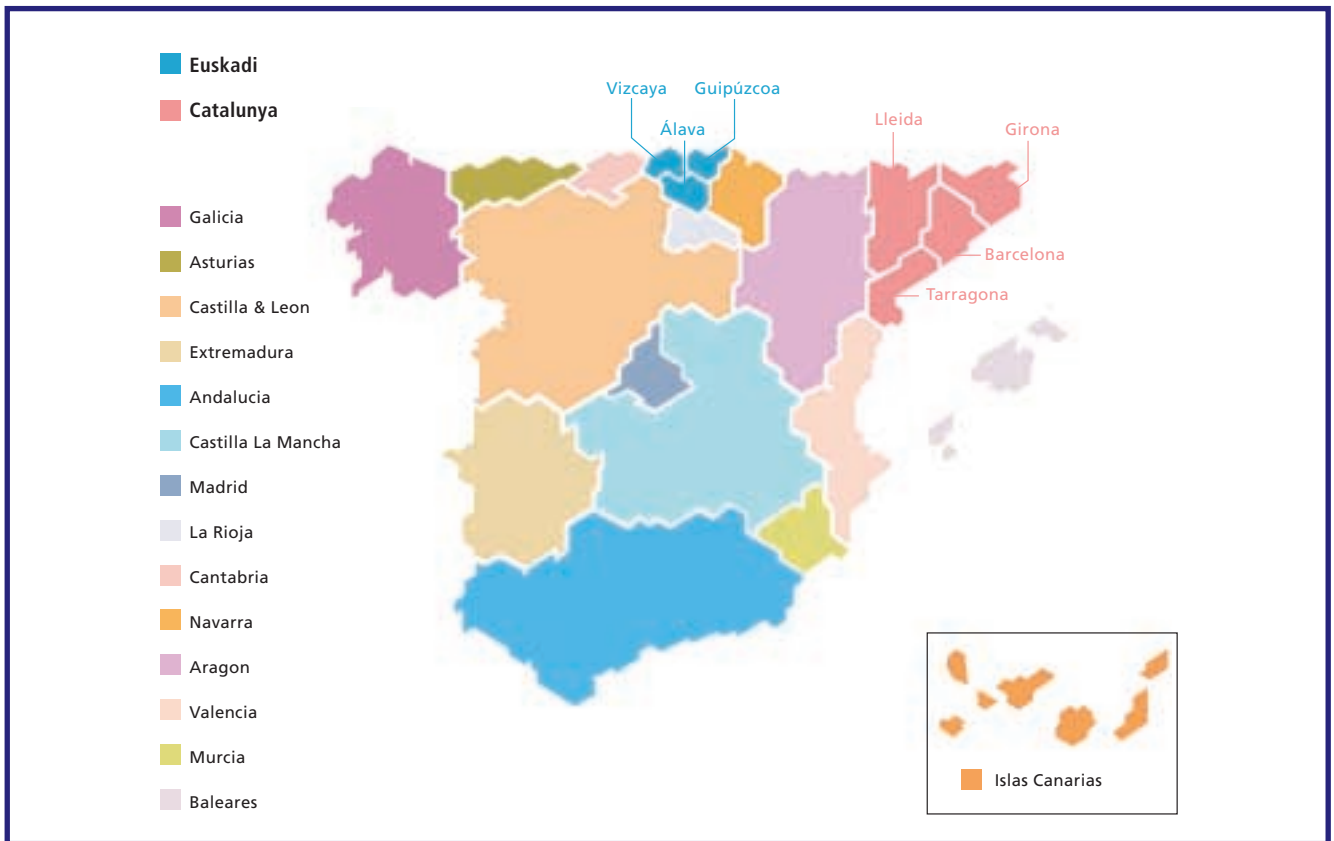 Euskadi
Catalunya
Galicia
Asturias
Castilla & Leon
Extremadura
Andalucia
Castilla La Mancha
Madrid
La Rioja
Cantabria
Navarra
Aragon
Valencia
Murcia
Baleares
Vizcaya
Guipúzcoa
Álava
Lleida
Girona
Barcelona
Tarragona
Islas Canarias